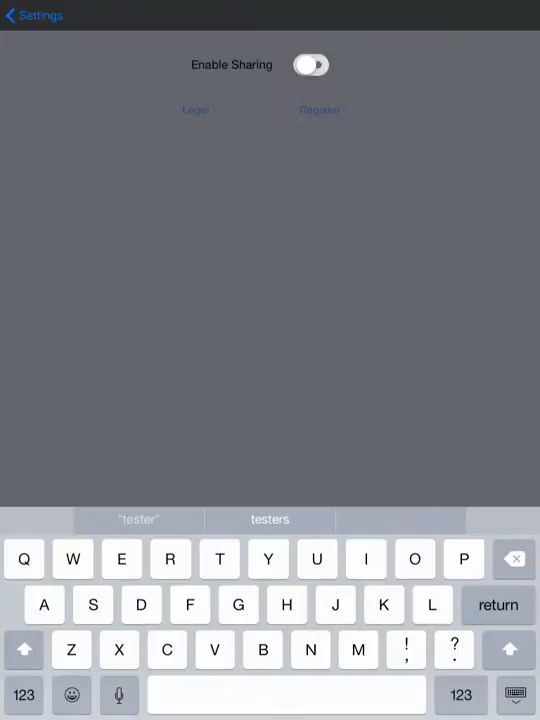 Settings
Enable Sharing
Login Register
“tester” testers
Q W E R T Y U I O P
A S D F G H J K L return
Z X C V B N M ! , ? .
123 123